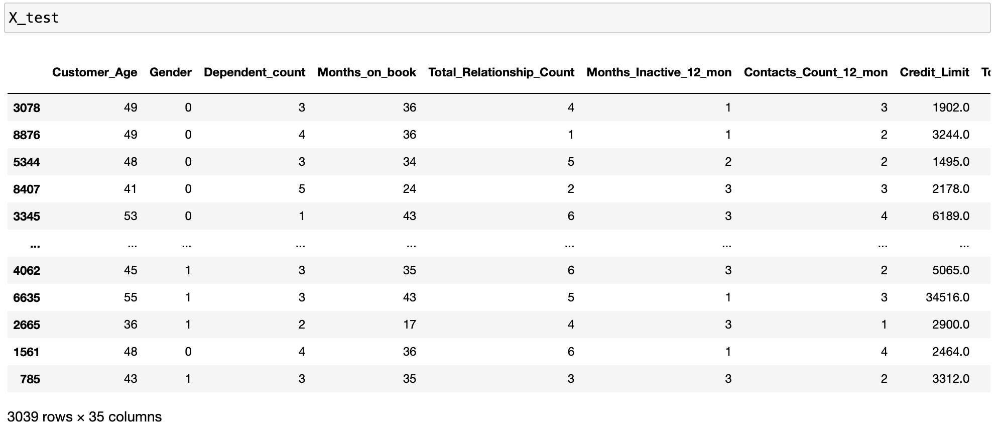 X_test
Customer_Age Gender Dependent_count Months_on_book Total_Relationship_Count Months_Inactive_12_mon Contacts_Count_12_mon Credit_Limit
3078 49 0 3 36 4 1 3 1902.0
8876 49 0 4 36 1 1 2 3244.0
5344 48 0 3 34 5 2 2 1495.0
8407 41 0 5 24 2 3 3 2178.0
3345 53 0 1 43 6 3 4 6189.0
... ... ... ... ... ... ... ... ...
4062 45 1 3 35 6 3 2 5065.0
6635 55 1 3 43 5 1 3 34516.0
2665 36 1 2 17 4 3 1 2900.0
1561 48 0 4 36 6 1 4 2464.0
785 43 1 3 35 3 3 2 3312.0
3039 rows × 35 columns